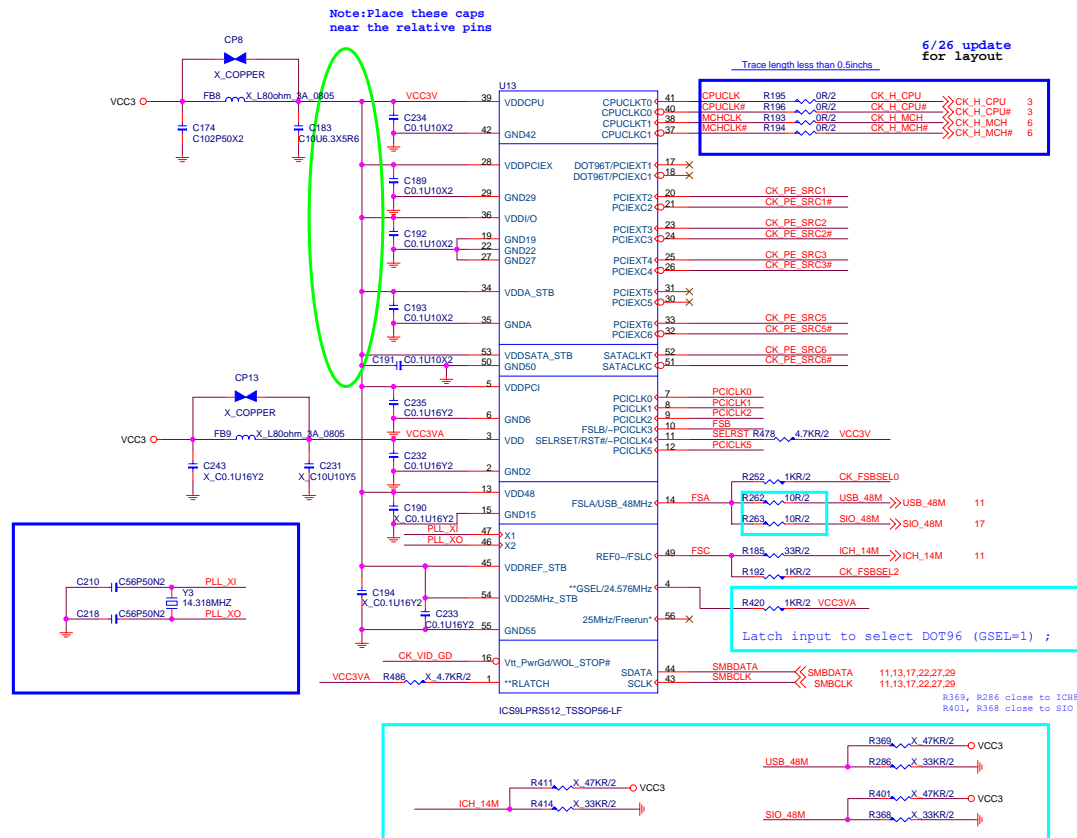 Note:Place these caps
near the relative pins
6/26 update
for layout
Trace length less than 0.5inchs
CP8
X_COPPER
VCC3
FB8 X_L80ohm_3A_0805
VCC3V
C174
C102P50X2
C183
C10U6.3X5R6
C234
C0.1U10X2
C189
C0.1U10X2
C192
C0.1U10X2
C193
C0.1U10X2
C191 C0.1U10X2
CP13
X_COPPER
VCC3
FB9 X_L80ohm_3A_0805
VCC3VA
C243
X_C0.1U16Y2
C231
X_C10U10Y5
C235
C0.1U16Y2
C232
C0.1U16Y2
C190
X_C0.1U16Y2
PLL_XI
PLL_XO
C194
X_C0.1U16Y2
C233
C0.1U16Y2
CK_VID_GD
VCC3VA R486 X_4.7KR/2
U13
39 VDDCPU
42 GND42
28 VDDPCIEX
29 GND29
36 VDDI/O
19 GND19
22 GND22
27 GND27
34 VDDA_STB
35 GNDA
53 VDDSATA_STB
50 GND50
5 VDDPCI
6 GND6
3 VDD
2 GND2
13 VDD48
15 GND15
47 X1
46 X2
45 VDDREF_STB
54 VDD25MHz_STB
55 GND55
16 Vtt_PwrGd/WOL_STOP#
1 **RLATCH
ICS9LPRS512_TSSOP56-LF
CPUCLKT0 41 CPUCLK R195 0R/2 CK_H_CPU CK_H_CPU 3
CPUCLKC0 40 CPUCLK# R196 0R/2 CK_H_CPU# CK_H_CPU# 3
CPUCLKT1 38 MCHCLK R193 0R/2 CK_H_MCH CK_H_MCH 6
CPUCLKC1 37 MCHCLK# R194 0R/2 CK_H_MCH# CK_H_MCH# 6
DOT96T/PCIEXT1 17
DOT96T/PCIEXC1 18
PCIEXT2 20 CK_PE_SRC1
PCIEXC2 21 CK_PE_SRC1#
PCIEXT3 23 CK_PE_SRC2
PCIEXC3 24 CK_PE_SRC2#
PCIEXT4 25 CK_PE_SRC3
PCIEXC4 26 CK_PE_SRC3#
PCIEXT5 31
PCIEXC5 30
PCIEXT6 33 CK_PE_SRC5
PCIEXC6 32 CK_PE_SRC5#
SATACLKT 52 CK_PE_SRC6
SATACLKC 51 CK_PE_SRC6#
PCICLK0 7 PCICLK0
PCICLK1 8 PCICLK1
PCICLK2 9 PCICLK2
FSLB/~PCICLK3 10 FSB
SELRSET/RST#/~PCICLK4 11 SELRST R478 4.7KR/2 VCC3V
PCICLK5 12 PCICLK5
R252 1KR/2 CK_FSBSEL0
FSLA/USB_48MHz 14 FSA R262 10R/2 USB_48M USB_48M 11
R263 10R/2 SIO_48M SIO_48M 17
REF0~/FSLC 49 FSC R185 33R/2 ICH_14M ICH_14M 11
R192 1KR/2 CK_FSBSEL2
**GSEL/24.576MHz 4
R420 1KR/2 VCC3VA
25MHz/Freerun* 56
Latch input to select DOT96 (GSEL=1) ;
SDATA 44 SMBDATA SMBDATA 11,13,17,22,27,29
SCLK 43 SMBCLK SMBCLK 11,13,17,22,27,29
C210 C56P50N2 PLL_XI
Y3
14.318MHZ
C218 C56P50N2 PLL_XO
R369, R286 close to ICH8
R401, R368 close to SIO
R411 X_47KR/2 VCC3
ICH_14M R414 X_33KR/2
R369 X_47KR/2 VCC3
USB_48M R286 X_33KR/2
R401 X_47KR/2 VCC3
SIO_48M R368 X_33KR/2